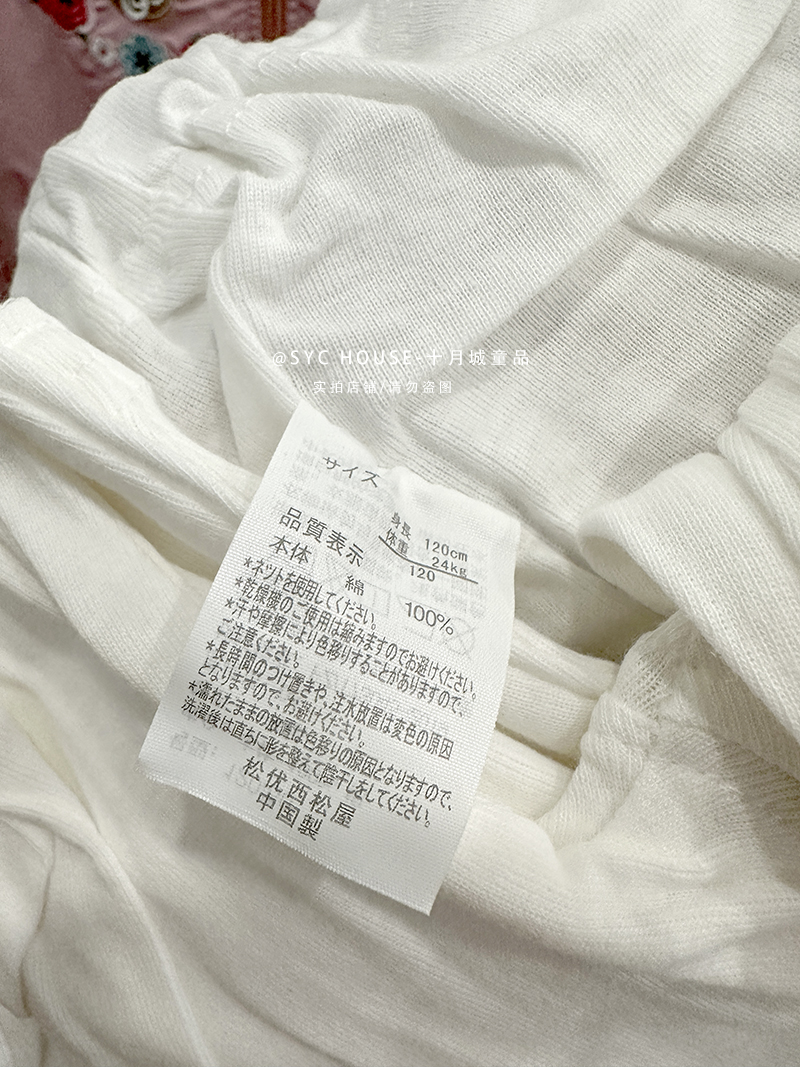 @SYC HOUSE-十月城童品
实拍店铺/请勿盗图
サイズ
身長 120cm
体重 24kg
120
品質表示
本体 綿 100%
*ネットを使用してください。
*乾燥機のご使用は縮みますのでお避けください。
*汗や摩擦により色移りすることがありますので、
ご注意ください。
*長時間のつけ置きや、注水放置は変色の原因
となりますので、お避けください。
*濡れたままの放置は色移りの原因となりますので、
洗濯後は直ちに形を整えて陰干しをしてください。
松优西松屋
中国製